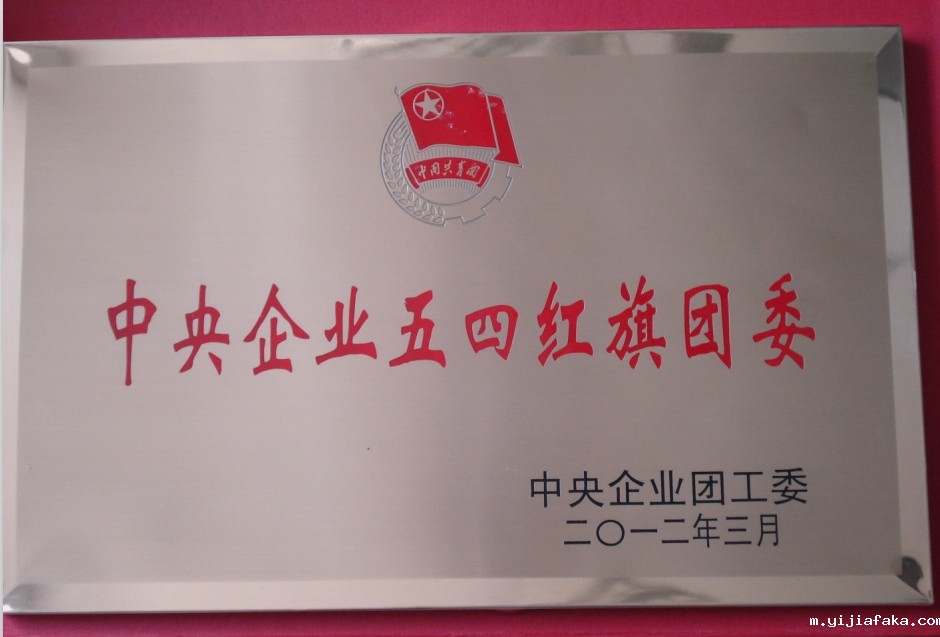 中国共青团
中央企业五四红旗团委
中央企业团工委
二〇一二年三月
m.yijiafaka.com